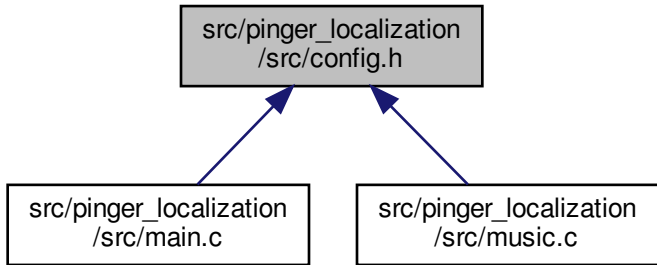 src/pinger_localization
/src/config.h
src/pinger_localization
/src/main.c
src/pinger_localization
/src/music.c